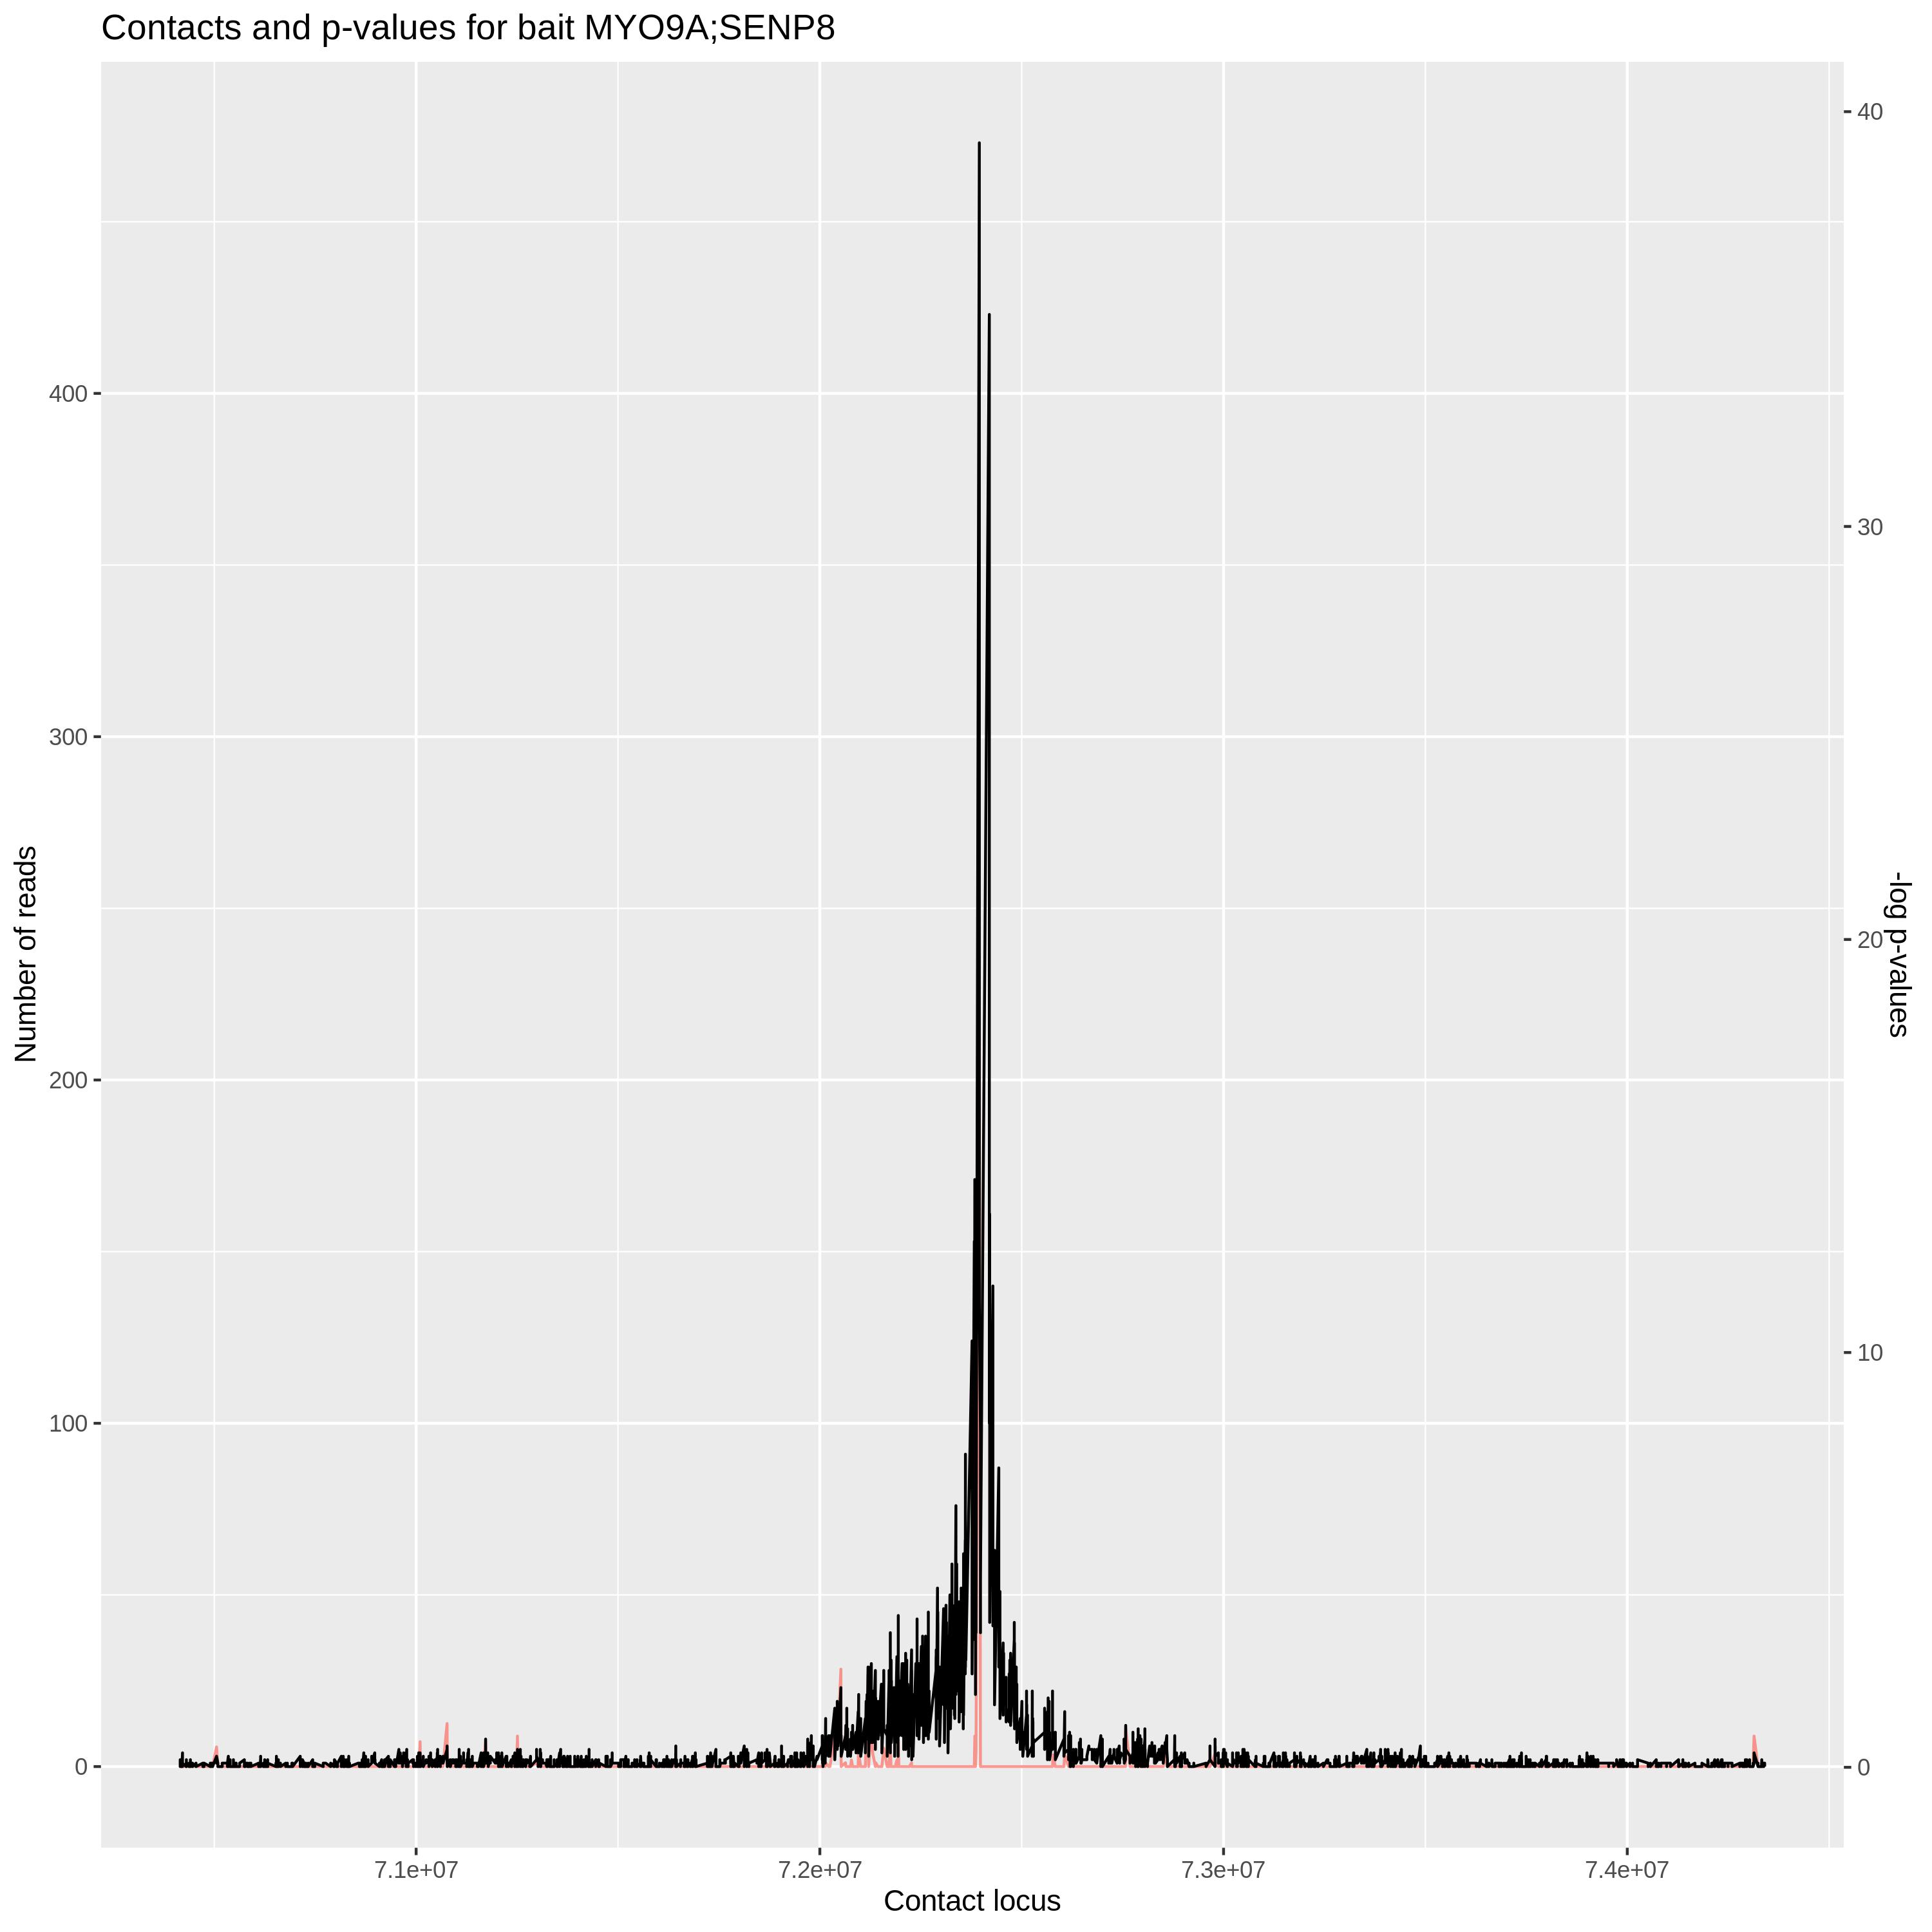 Contacts and p-values for bait MYO9A;SENP8
Number of reads
400
300
200
100
0
40
30
20
10
0
-log p-values
7.1e+07
7.2e+07
7.3e+07
7.4e+07
Contact locus